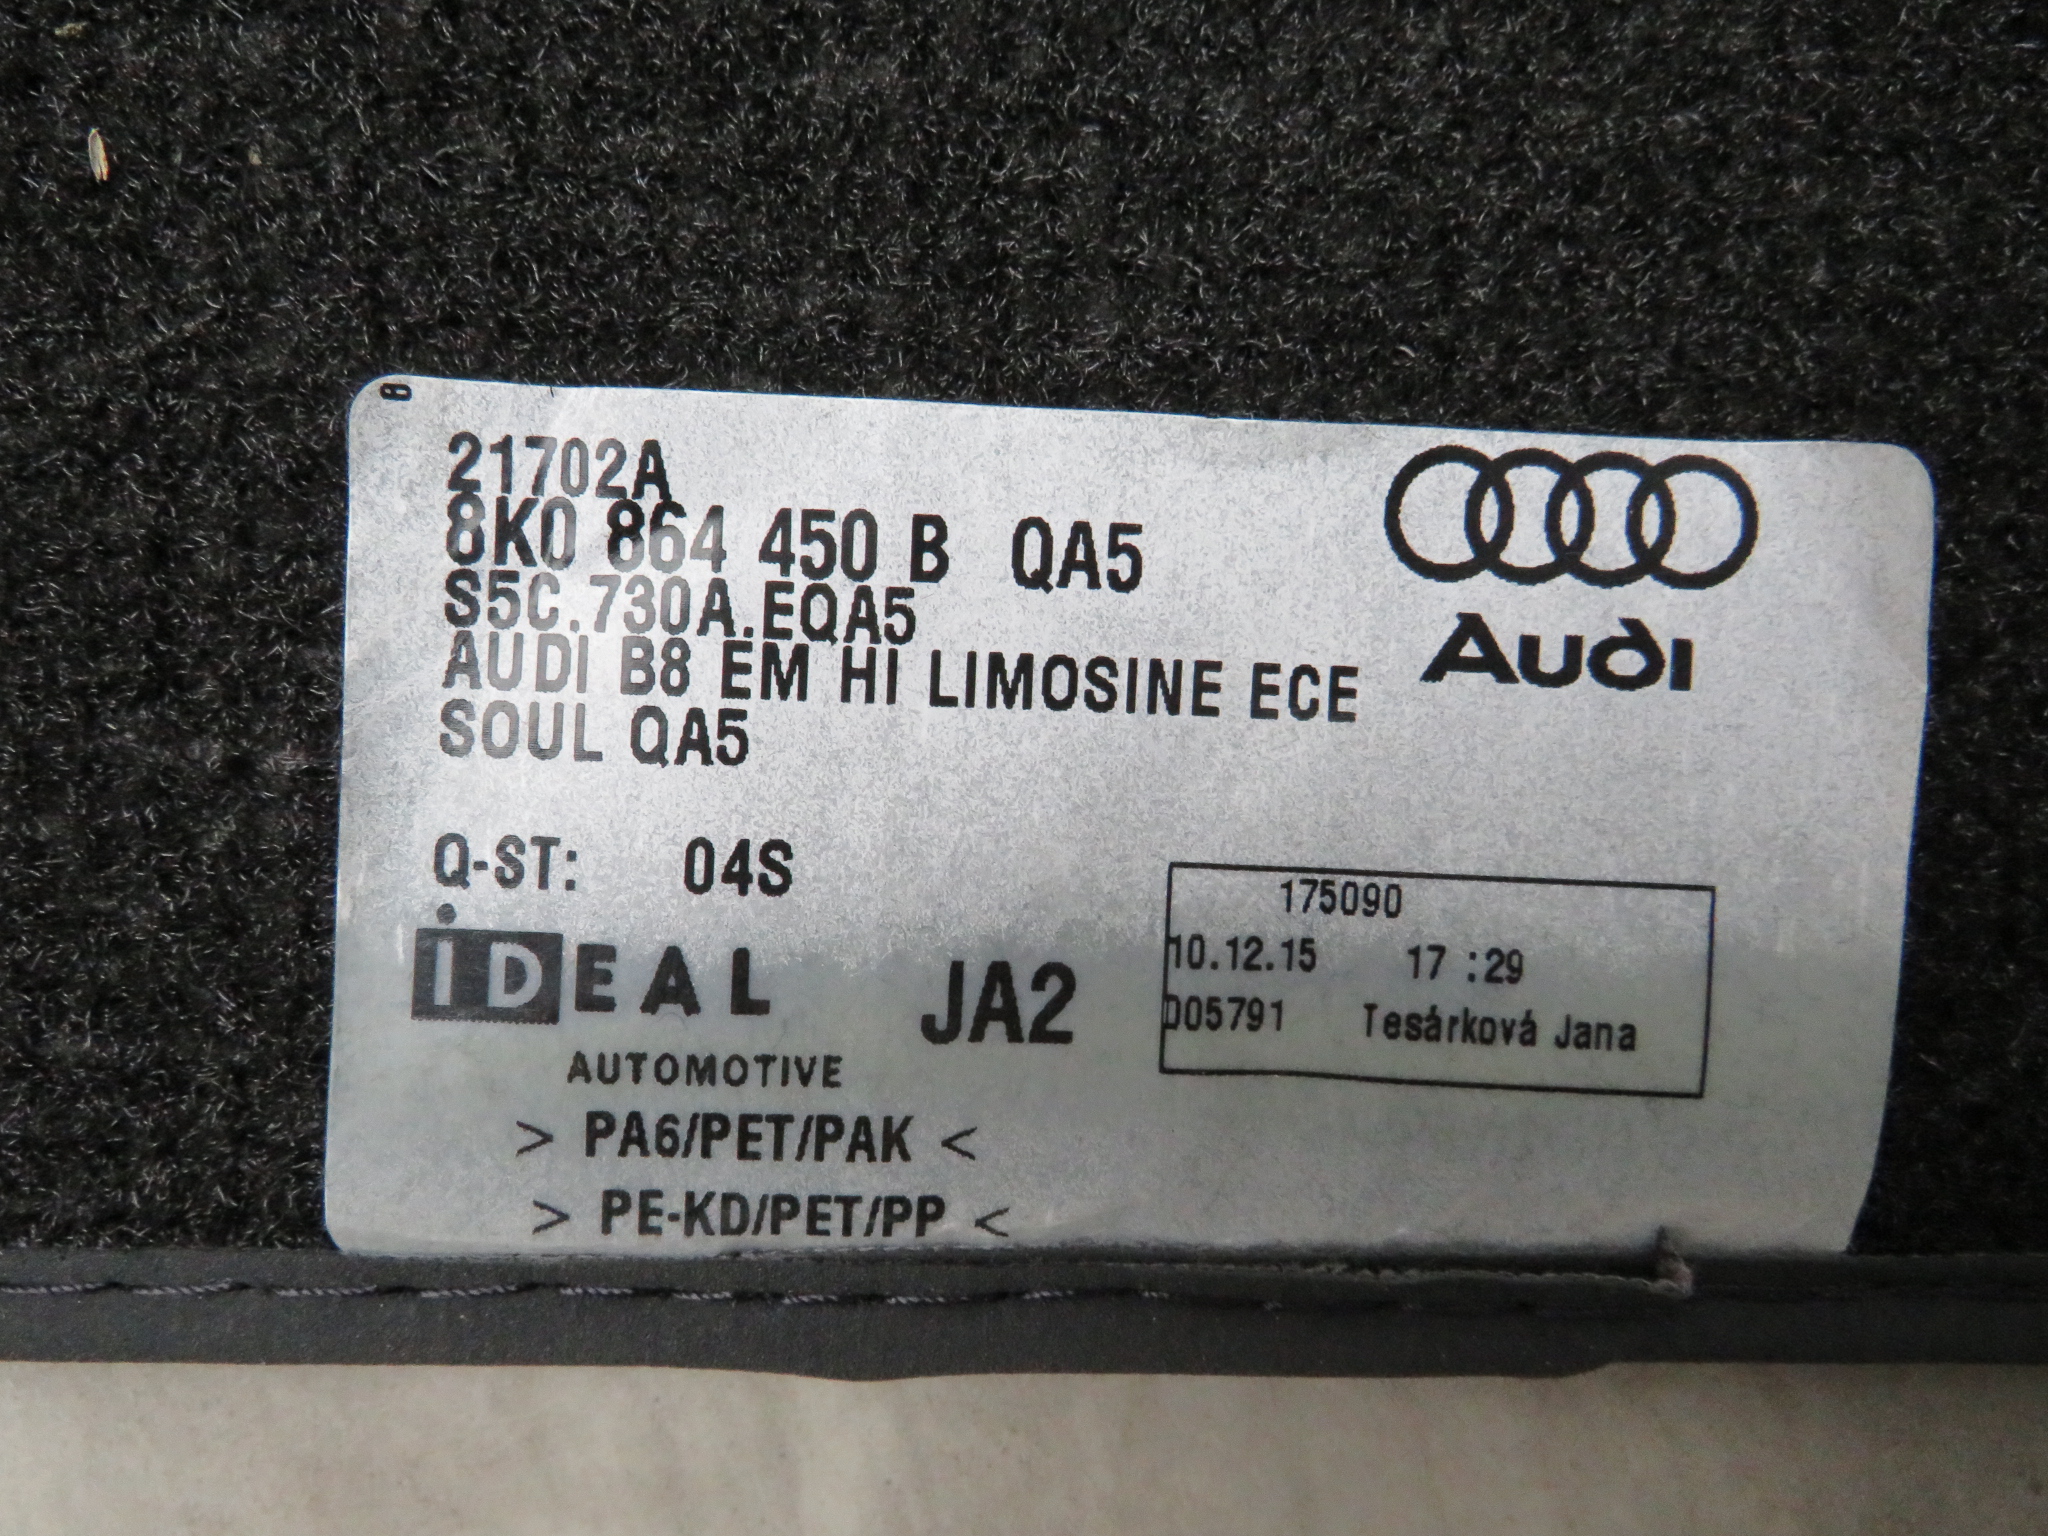 8
21702A
8K0 864 450 B QA5
S5C.730A.EQA5
AUDI B8 EM HI LIMOSINE ECE
SOUL QA5
Audi
Q-ST: 04S
iDEAL
AUTOMOTIVE
JA2
175090
10.12.15 17 :29
D05791 Tesárková Jana
> PA6/PET/PAK <
> PE-KD/PET/PP <